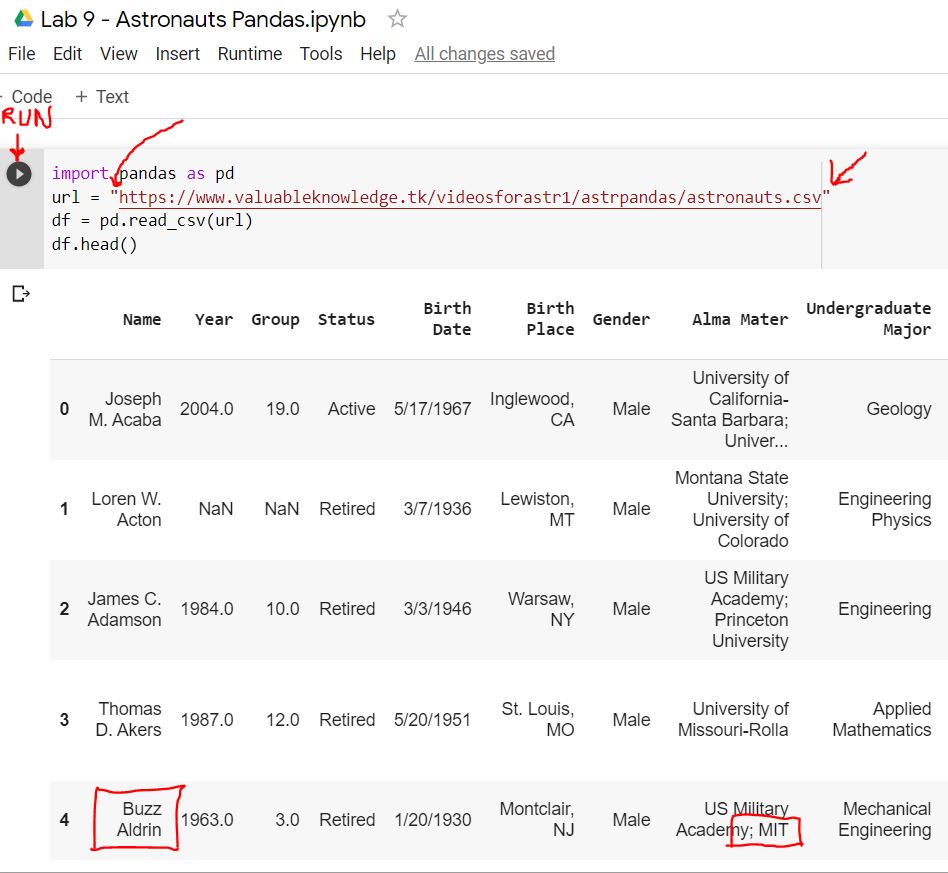 Lab 9 - Astronauts Pandas.ipynb
File Edit View Insert Runtime Tools Help All changes saved
Code + Text
RUN
import pandas as pd
url = "https://www.valuableknowledge.tk/videosforastr1/astrpandas/astronauts.csv"
df = pd.read_csv(url)
df.head()
Name Year Group Status Birth Date Birth Place Gender Alma Mater Undergraduate Major
0 Joseph M. Acaba 2004.0 19.0 Active 5/17/1967 Inglewood, CA Male University of California-Santa Barbara; Univer... Geology
1 Loren W. Acton NaN NaN Retired 3/7/1936 Lewiston, MT Male Montana State University; University of Colorado Engineering Physics
2 James C. Adamson 1984.0 10.0 Retired 3/3/1946 Warsaw, NY Male US Military Academy; Princeton University Engineering
3 Thomas D. Akers 1987.0 12.0 Retired 5/20/1951 St. Louis, MO Male University of Missouri-Rolla Applied Mathematics
4 Buzz Aldrin 1963.0 3.0 Retired 1/20/1930 Montclair, NJ Male US Military Academy; MIT Mechanical Engineering